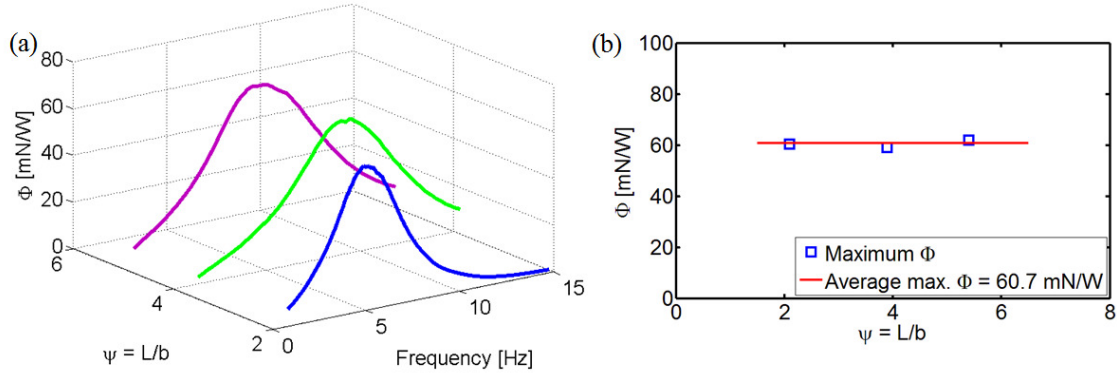 (a)
80
60
40
20
0
Φ [mN/W]
6
4
2
ψ = L/b
0
5
10
15
Frequency [Hz]
(b)
100
80
60
40
20
0
Φ [mN/W]
Maximum Φ
Average max. Φ = 60.7 mN/W
0
2
4
6
8
ψ = L/b